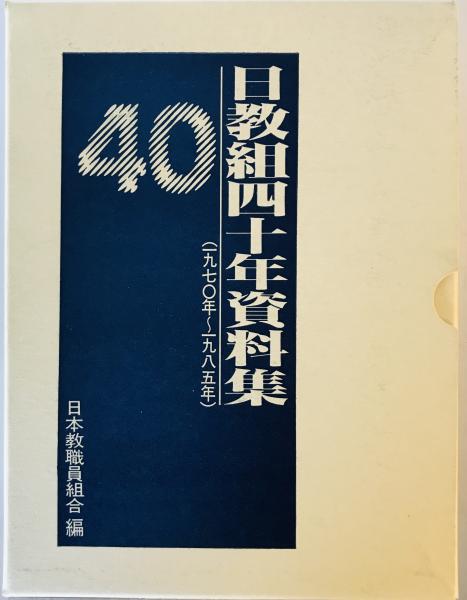 日教組四十年資料集
(一九七〇年～一九八五年)
40
日本教職員組合 編